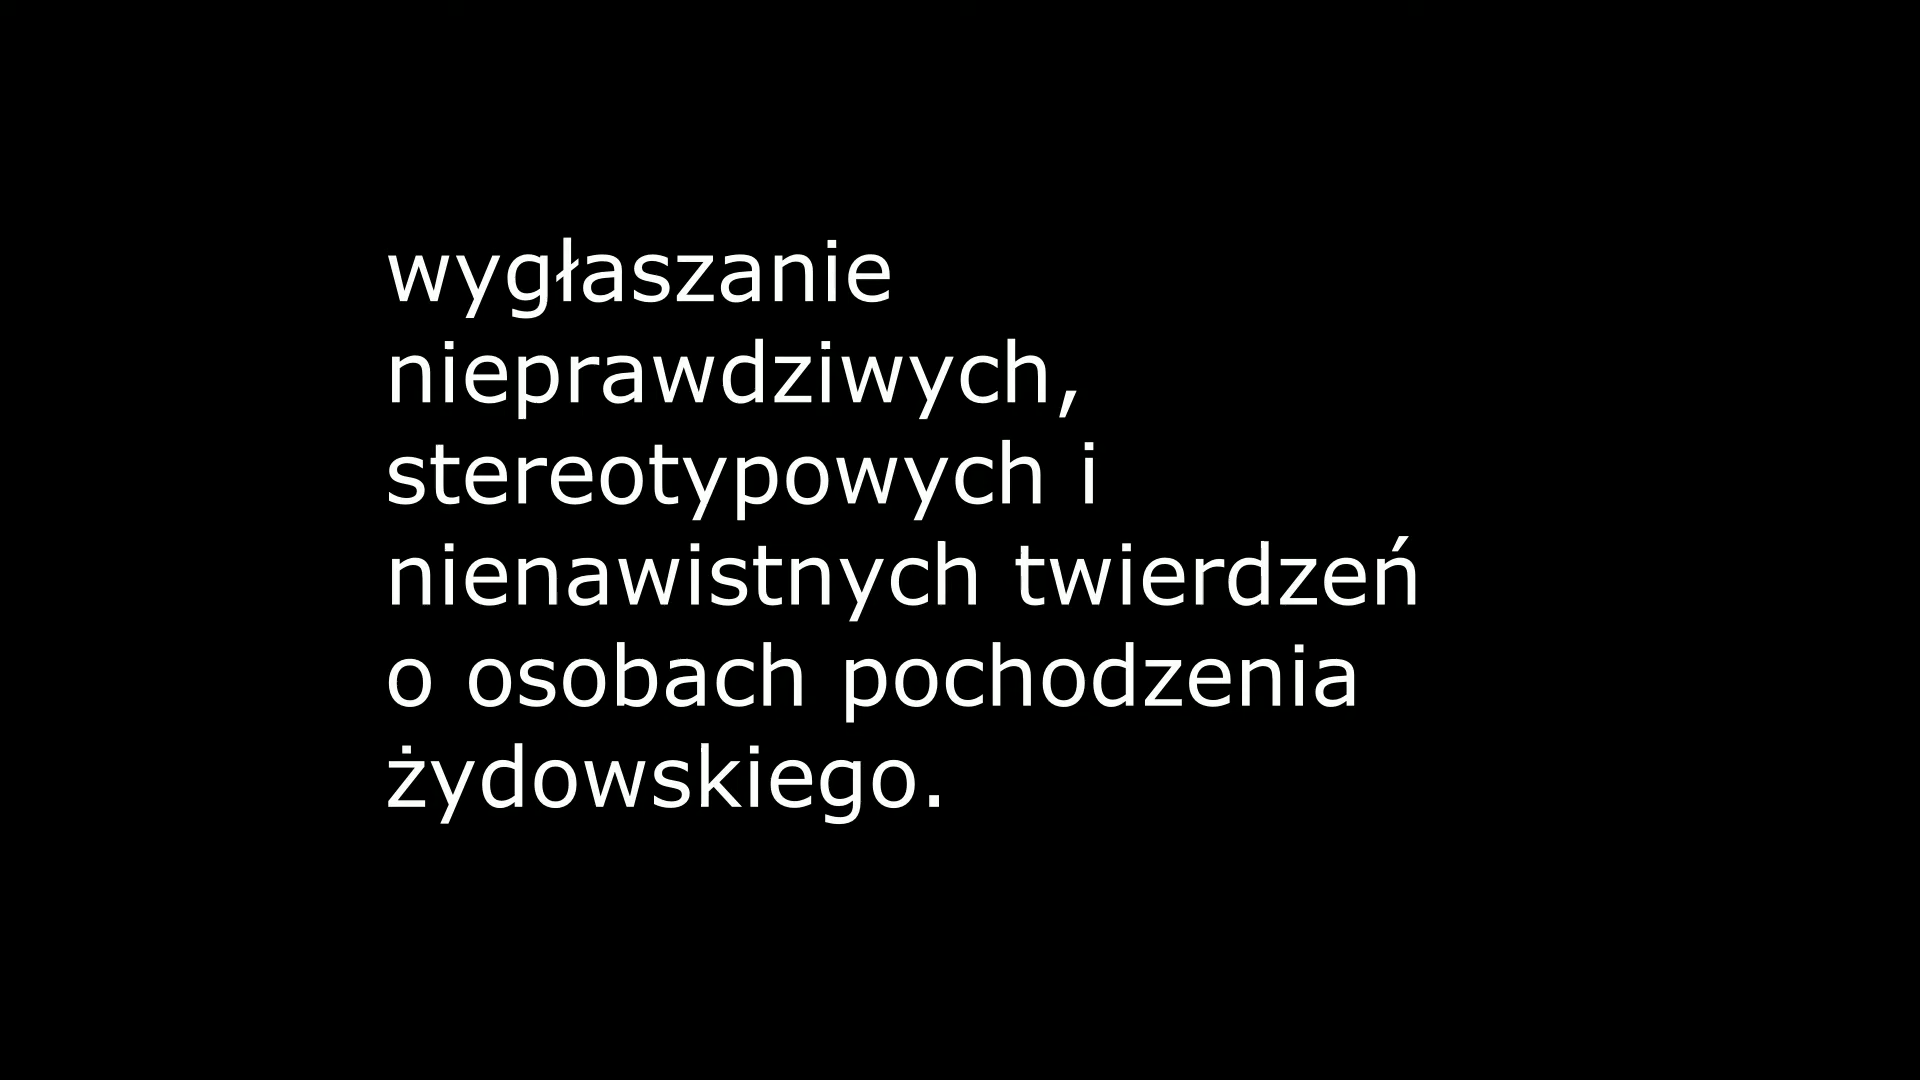 wygłaszanie
nieprawdziwych,
stereotypowych i
nienawistnych twierdzeń
o osobach pochodzenia
żydowskiego.